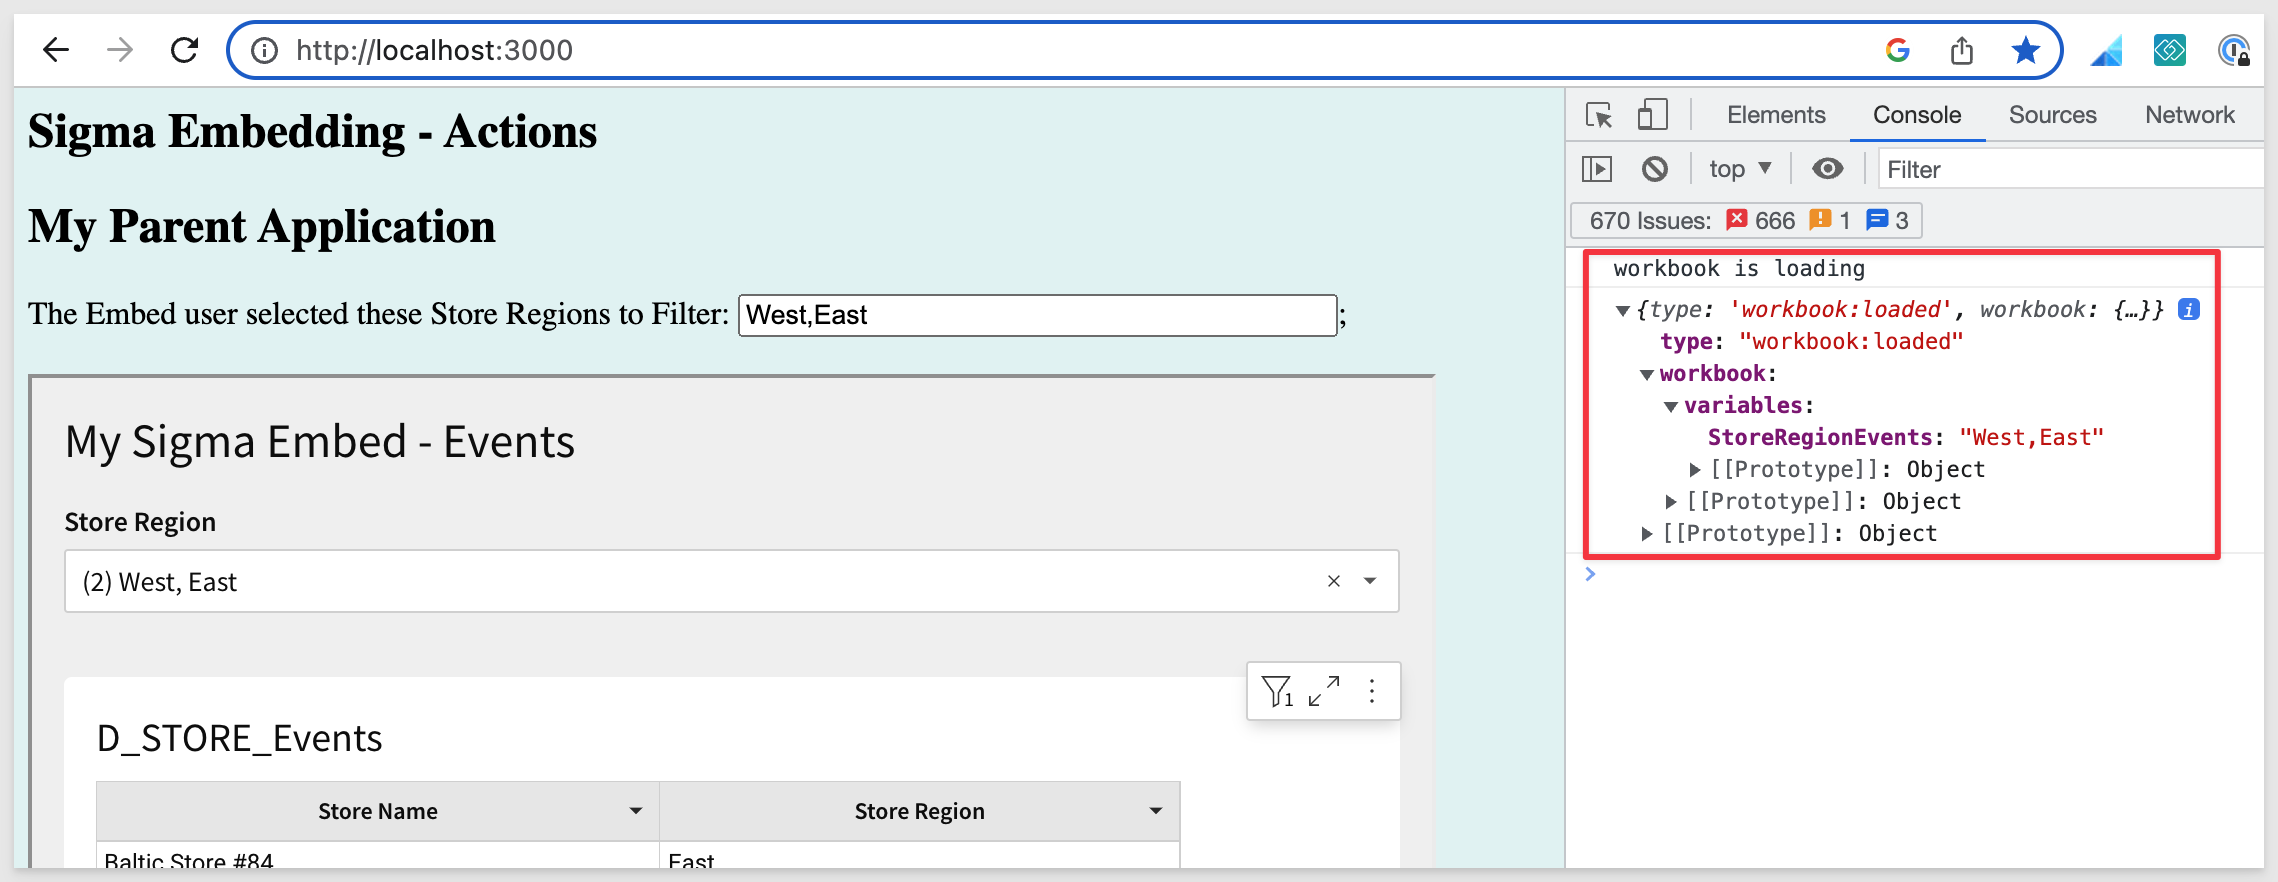 http://localhost:3000
Sigma Embedding - Actions
My Parent Application
The Embed user selected these Store Regions to Filter: West,East;
My Sigma Embed - Events
Store Region
(2) West, East
1
D_STORE_Events
Store Name Store Region
Baltic Store #84 East
Elements Console Sources Network
top Filter
670 Issues: 666 1 3
workbook is loading
{type: 'workbook:loaded', workbook: {…}} i
type: "workbook:loaded"
workbook:
variables:
StoreRegionEvents: "West,East"
[[Prototype]]: Object
[[Prototype]]: Object
[[Prototype]]: Object